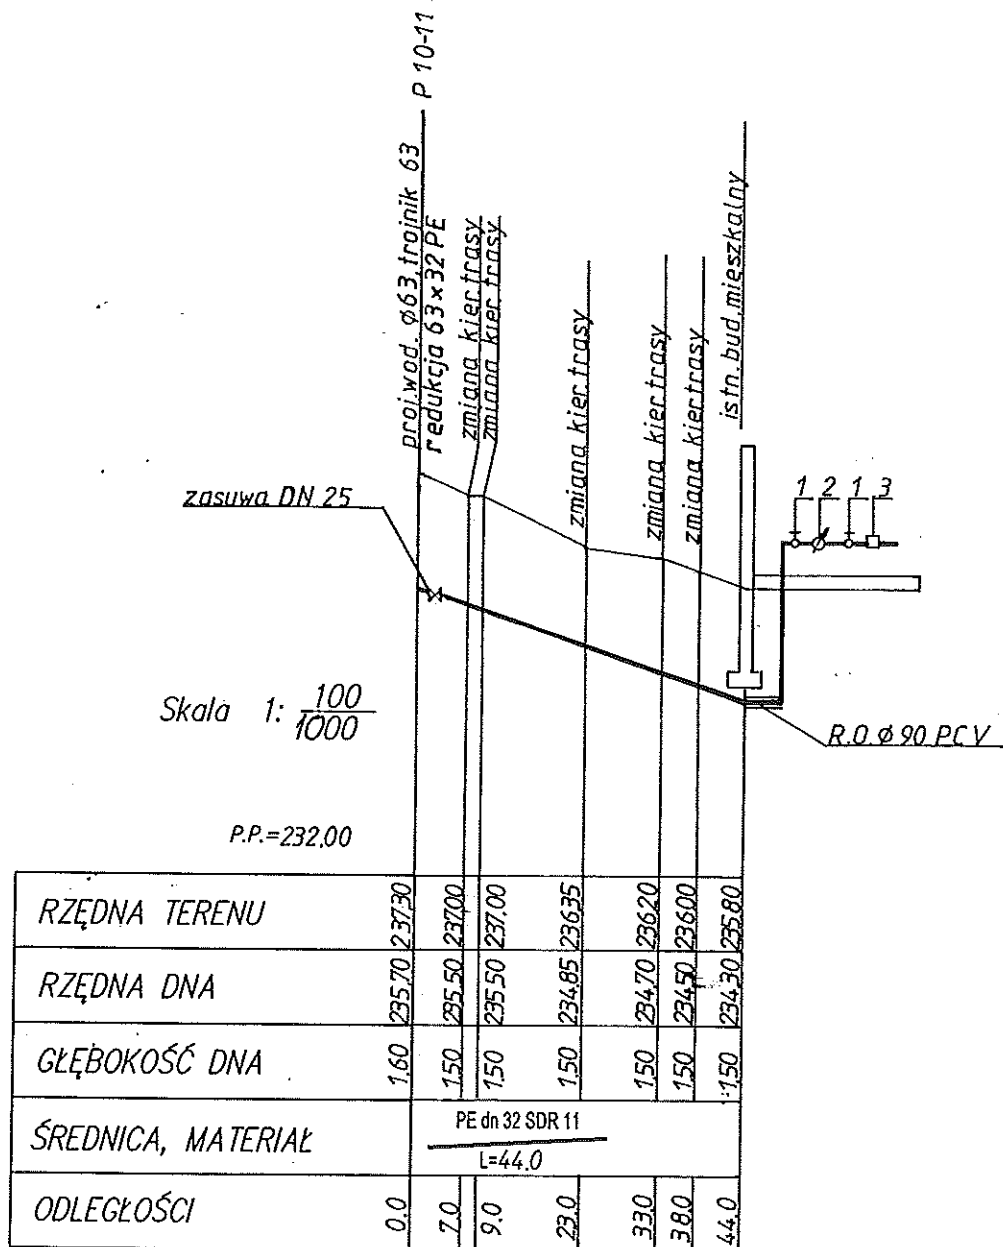 P 10-11
proj.wod. ϕ63,trojnik 63
redukcja 63×32 PE
zmiana kier.trasy
zmiana kier.trasy
zmiana kier.trasy
zmiana kier.trasy
zmiana kier.trasy
istn.bud.mieszkalny
zasuwa DN 25
1 2 1 3
Skala 1: 100/1000
R.O. ϕ 90 PCV
P.P.=232,00
RZĘDNA TERENU 237,30 237,00 237,00 236,35 236,20 236,00 235,80
RZĘDNA DNA 235,70 235,50 235,50 234,85 234,70 234,50 234,30
GŁĘBOKOŚĆ DNA 1,60 1,50 1,50 1,50 1,50 1,50 1,50
ŚREDNICA, MATERIAŁ PE dn 32 SDR 11
L=44,0
ODLEGŁOŚCI 0,0 7,0 9,0 23,0 33,0 38,0 44,0